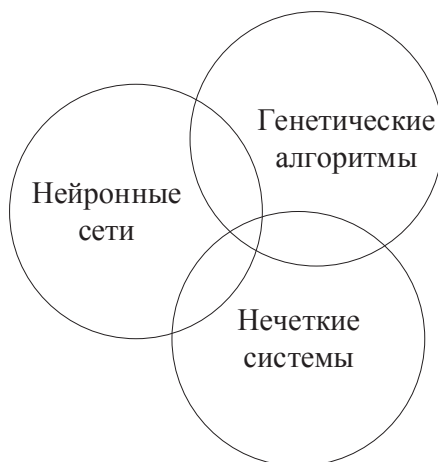 Генетические
алгоритмы
Нейронные
сети
Нечеткие
системы